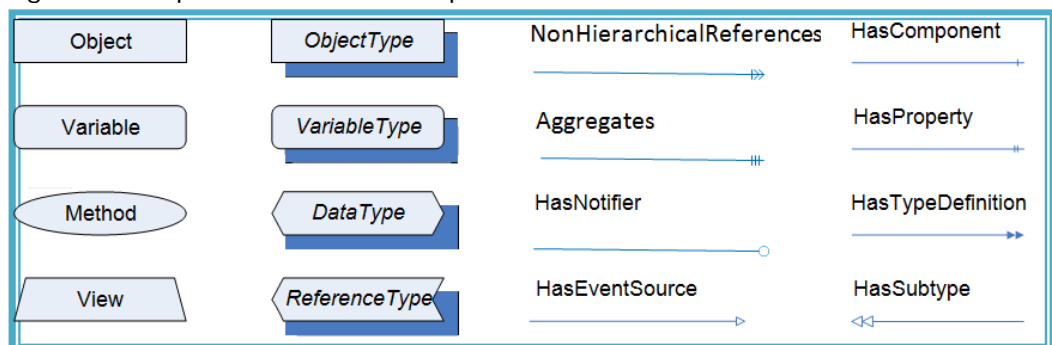 Object
ObjectType
NonHierarchicalReferences
HasComponent
Variable
VariableType
Aggregates
HasProperty
Method
DataType
HasNotifier
HasTypeDefinition
View
ReferenceType
HasEventSource
HasSubtype